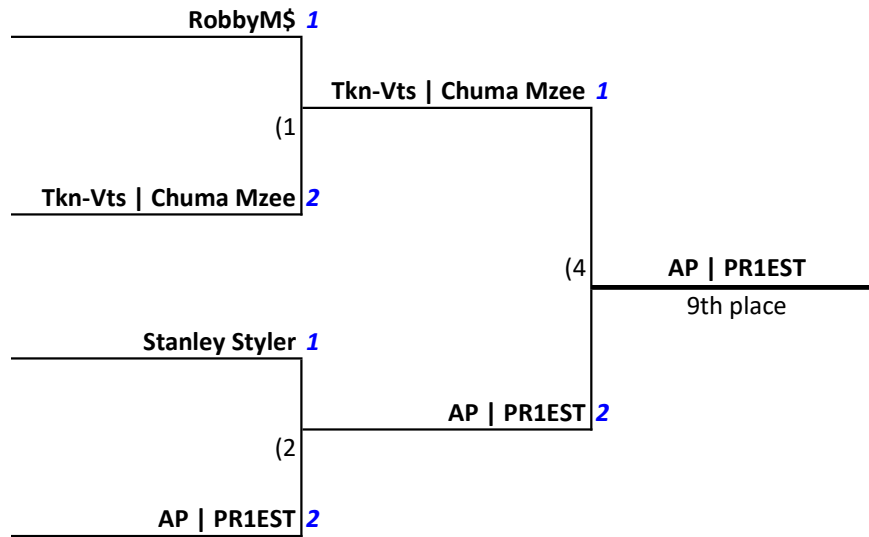 RobbyM$ 1
Tkn-Vts | Chuma Mzee 1
(1
Tkn-Vts | Chuma Mzee 2
(4
AP | PR1EST
9th place
Stanley Styler 1
AP | PR1EST 2
(2
AP | PR1EST 2